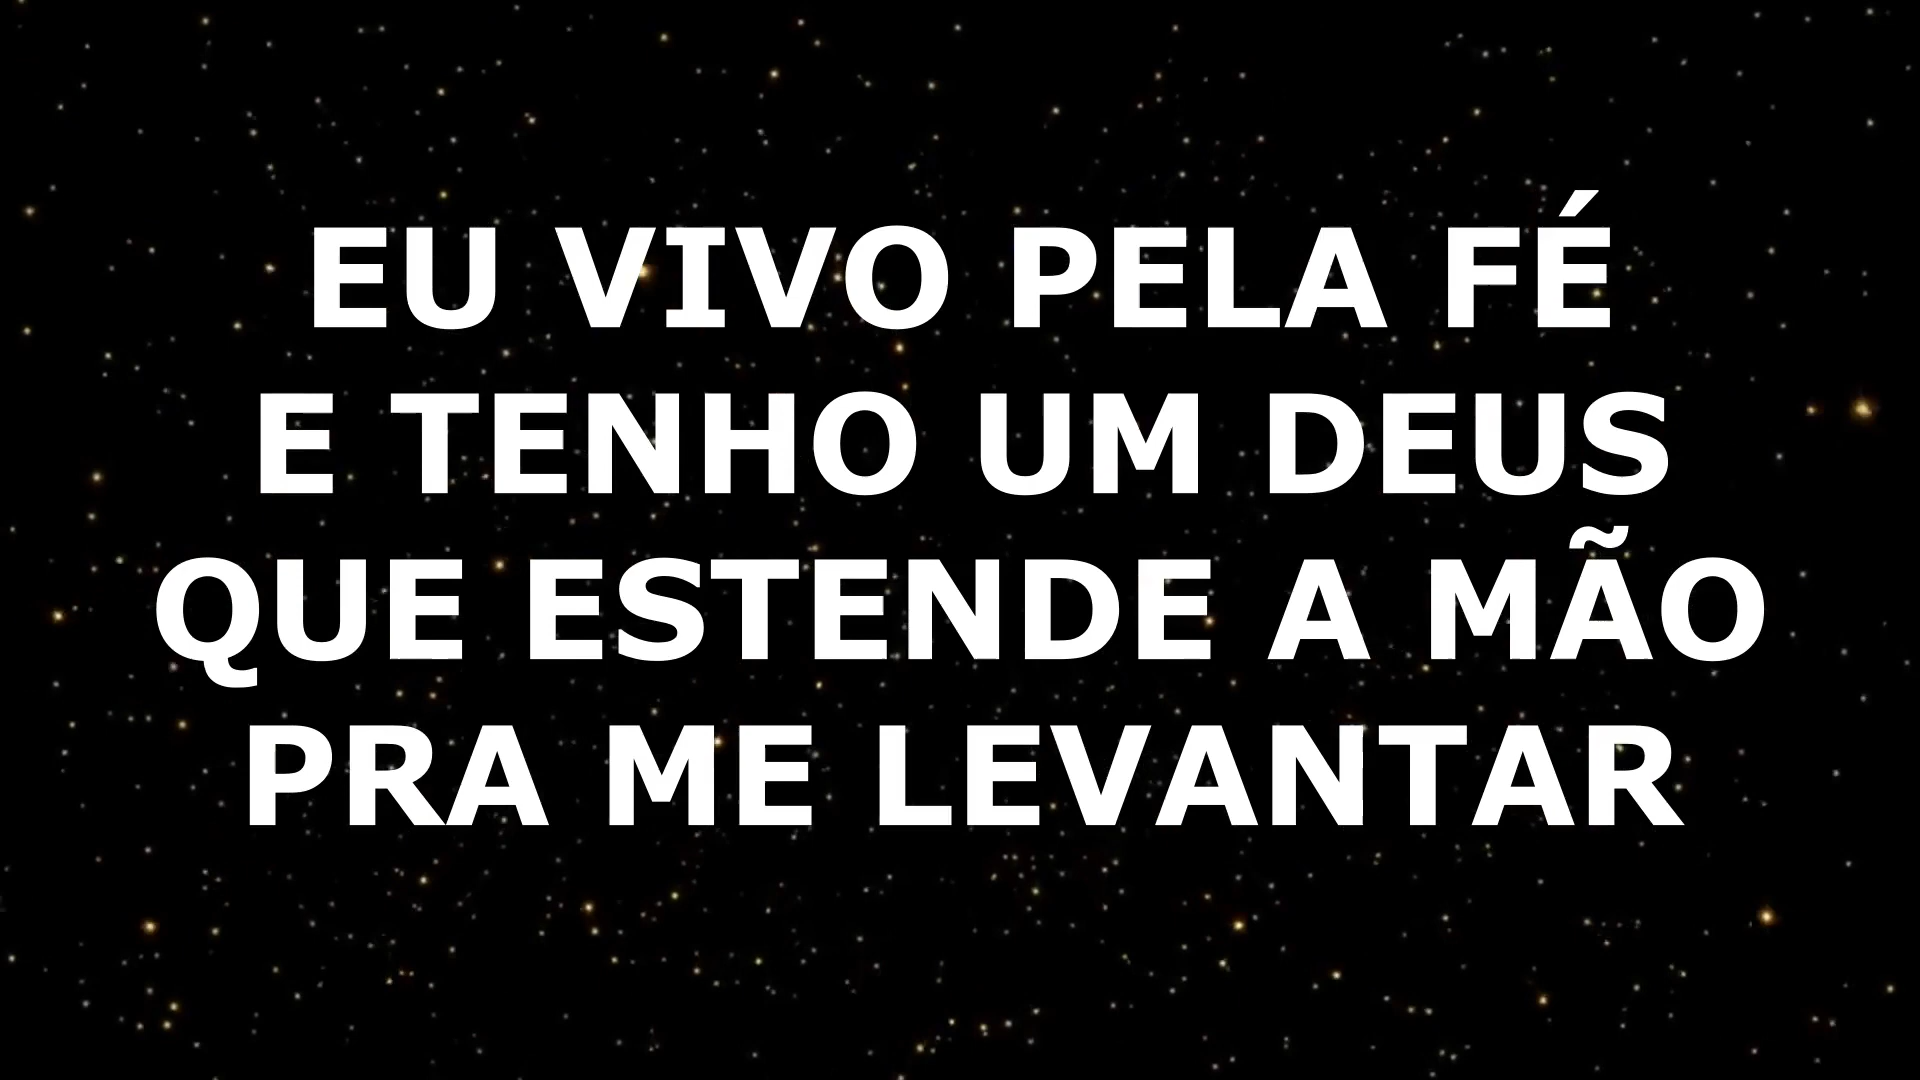 EU VIVO PELA FÉ
E TENHO UM DEUS
QUE ESTENDE A MÃO
PRA ME LEVANTAR